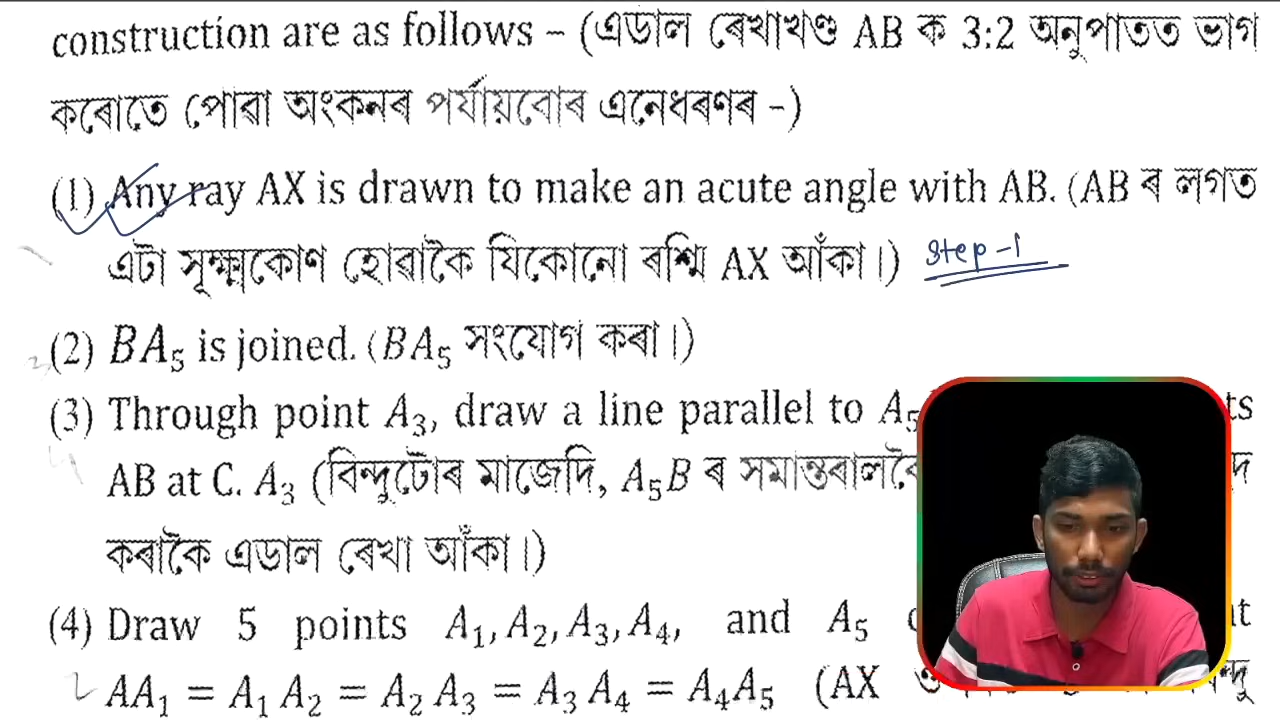 construction are as follows – (এডাল ৰেখাখণ্ড AB ক 3:2 অনুপাতত ভাগ
কৰোতে পোৱা অংকনৰ পৰ্যায়বোৰ এনেধৰণৰ –)
(1) Any ray AX is drawn to make an acute angle with AB. (AB ৰ লগত
এটা সূক্ষ্মকোণ হোৱাকৈ যিকোনো ৰশ্মি AX আঁকা।) Step-1
(2) BA₅ is joined. (BA₅ সংযোগ কৰা।)
(3) Through point A₃, draw a line parallel to A₅
AB at C. A₃ (বিন্দুটোৰ মাজেদি, A₅B ৰ সমান্তৰালকৈ
কৰাকৈ এডাল ৰেখা আঁকা।)
(4) Draw 5 points A₁, A₂, A₃, A₄, and A₅
AA₁ = A₁A₂ = A₂A₃ = A₃A₄ = A₄A₅ (AX